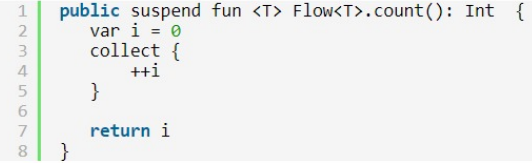 1 public suspend fun <T> Flow<T>.count(): Int {
2 var i = 0
3 collect {
4 ++i
5 }
6
7 return i
8 }